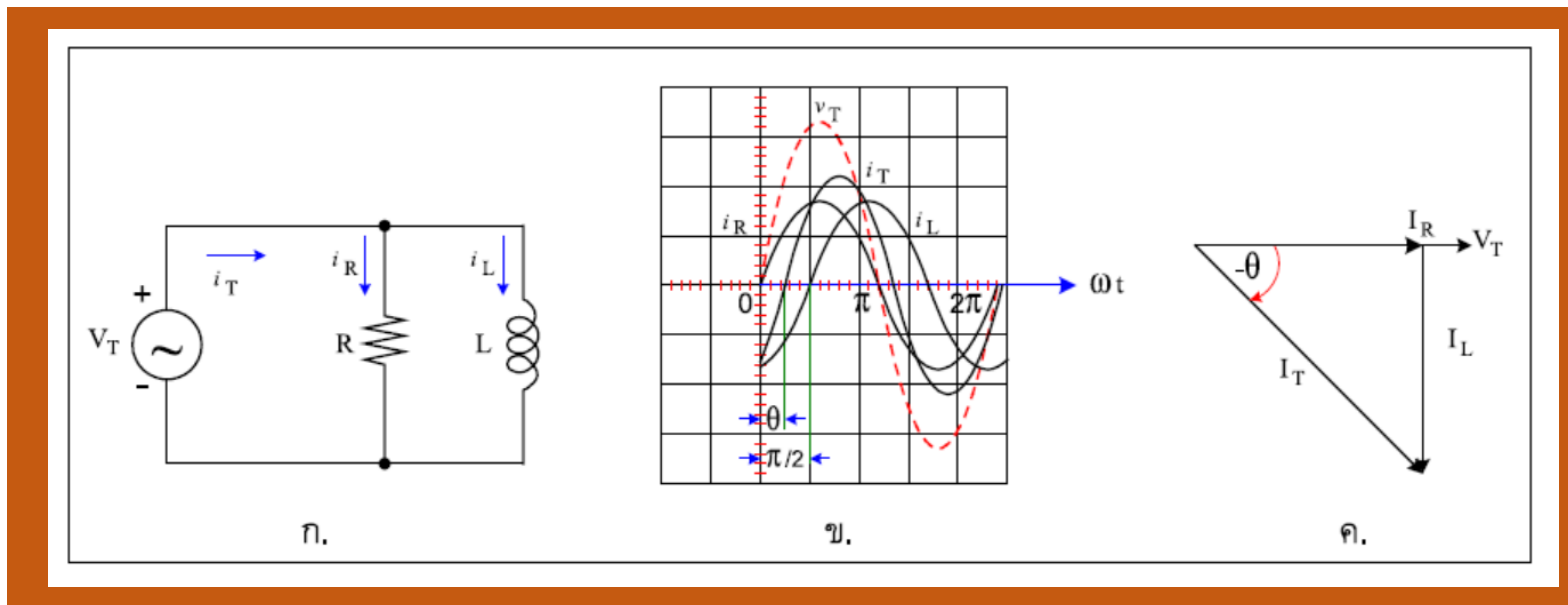 V_T
+
-
~
i_T
i_R
R
i_L
L
ก.
v_T
i_T
i_R
i_L
0
π
2π
ωt
θ
π/2
ข.
I_R
V_T
-θ
I_T
I_L
ค.